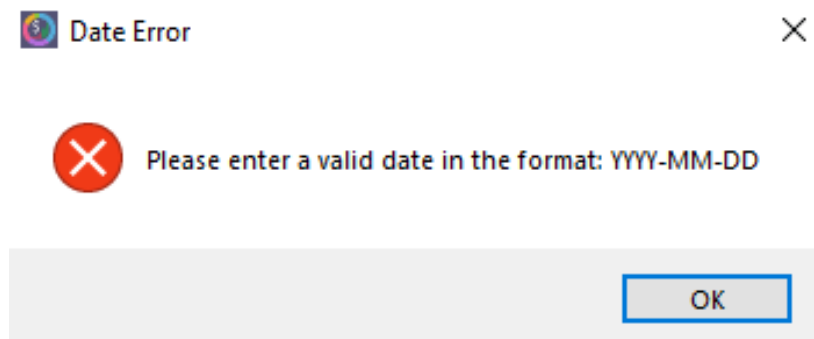 Date Error
Please enter a valid date in the format: YYYY-MM-DD
OK